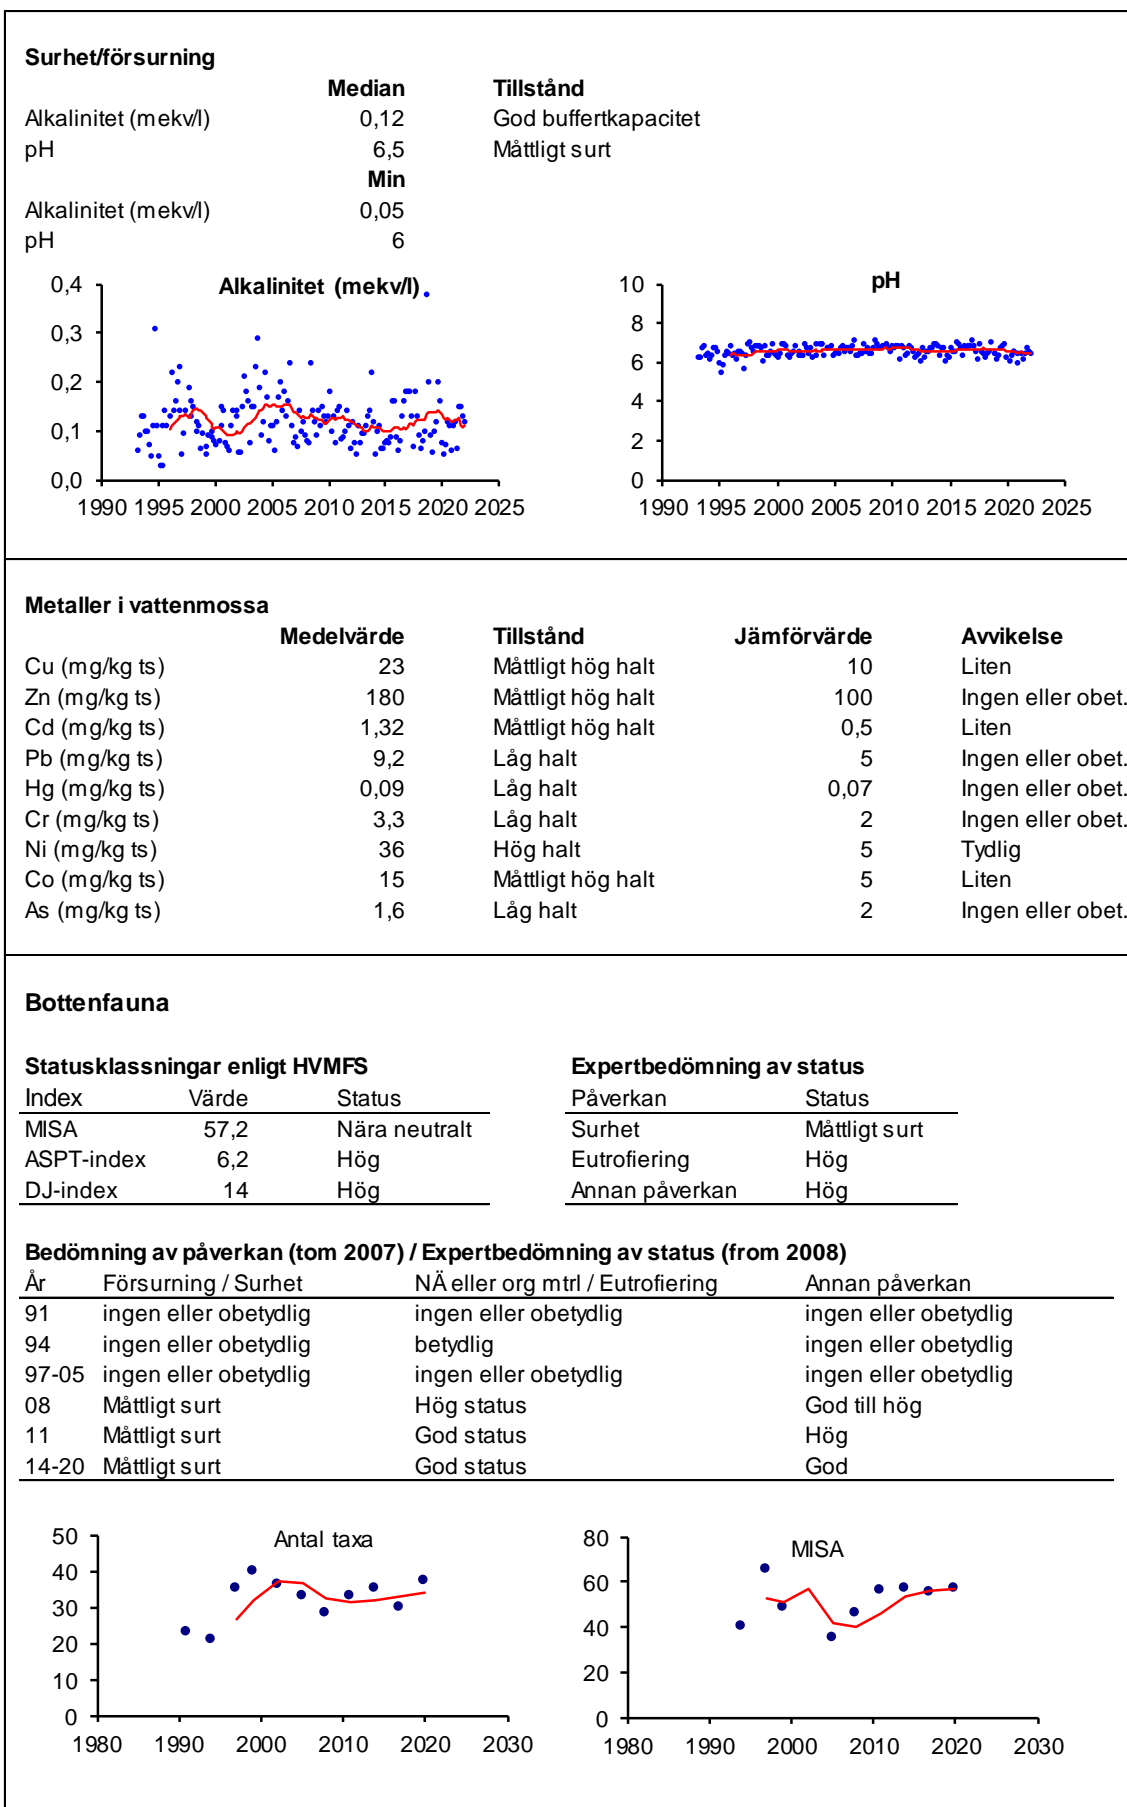 Surhet/försurning
Median Tillstånd
Alkalinitet (mekv/l) 0,12 God buffertkapacitet
pH 6,5 Måttligt surt
Min
Alkalinitet (mekv/l) 0,05
pH 6
Alkalinitet (mekv/l)
0,4
0,3
0,2
0,1
0,0
1990 1995 2000 2005 2010 2015 2020 2025
pH
10
8
6
4
2
0
1990 1995 2000 2005 2010 2015 2020 2025
Metaller i vattenmossa
Medelvärde Tillstånd Jämförvärde Avvikelse
Cu (mg/kg ts) 23 Måttligt hög halt 10 Liten
Zn (mg/kg ts) 180 Måttligt hög halt 100 Ingen eller obet.
Cd (mg/kg ts) 1,32 Måttligt hög halt 0,5 Liten
Pb (mg/kg ts) 9,2 Låg halt 5 Ingen eller obet.
Hg (mg/kg ts) 0,09 Låg halt 0,07 Ingen eller obet.
Cr (mg/kg ts) 3,3 Låg halt 2 Ingen eller obet.
Ni (mg/kg ts) 36 Hög halt 5 Tydlig
Co (mg/kg ts) 15 Måttligt hög halt 5 Liten
As (mg/kg ts) 1,6 Låg halt 2 Ingen eller obet.
Bottenfauna
Statusklassningar enligt HVMFS
Index Värde Status
MISA 57,2 Nära neutralt
ASPT-index 6,2 Hög
DJ-index 14 Hög
Expertbedömning av status
Påverkan Status
Surhet Måttligt surt
Eutrofiering Hög
Annan påverkan Hög
Bedömning av påverkan (tom 2007) / Expertbedömning av status (from 2008)
År Försurning / Surhet NÄ eller org mtrl / Eutrofiering Annan påverkan
91 ingen eller obetydlig ingen eller obetydlig ingen eller obetydlig
94 ingen eller obetydlig betydlig ingen eller obetydlig
97-05 ingen eller obetydlig ingen eller obetydlig ingen eller obetydlig
08 Måttligt surt Hög status God till hög
11 Måttligt surt God status Hög
14-20 Måttligt surt God status God
Antal taxa
50
40
30
20
10
0
1980 1990 2000 2010 2020 2030
MISA
80
60
40
20
0
1980 1990 2000 2010 2020 2030